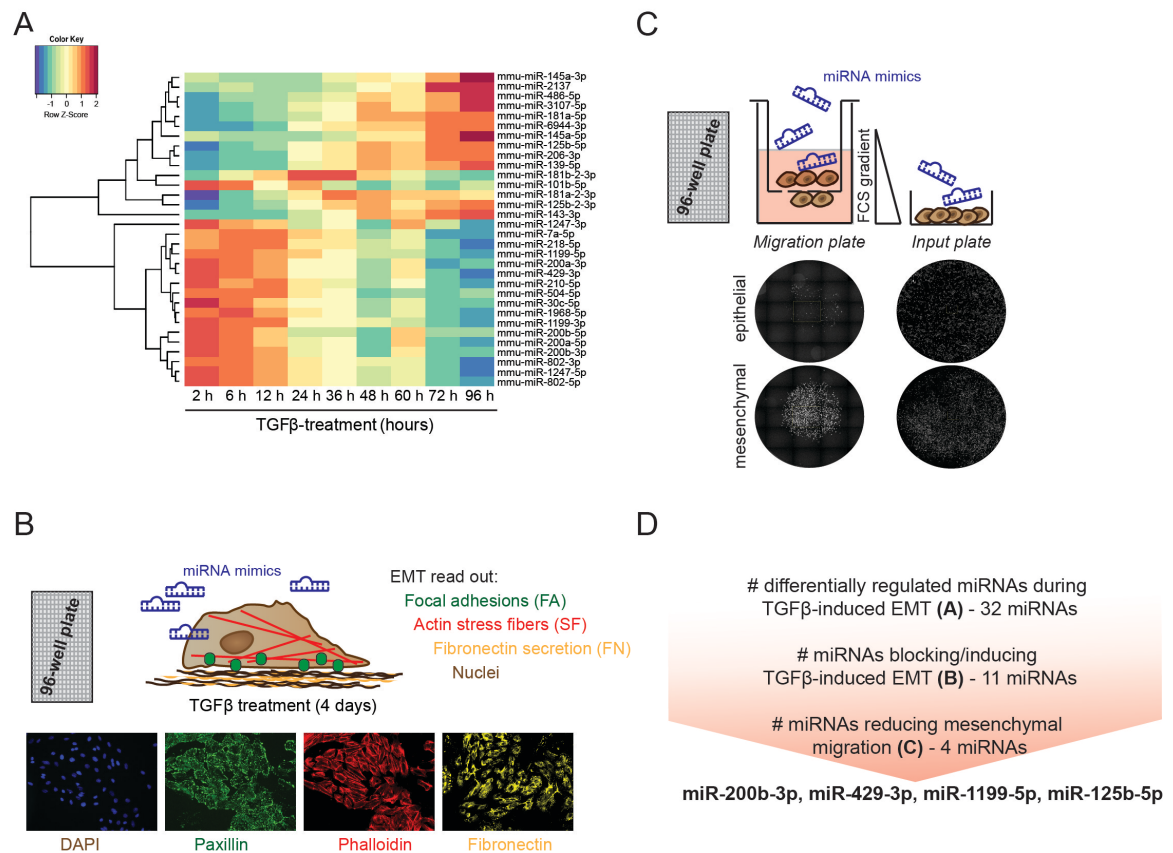 A
Color Key
-1 0 1 2
Row Z-Score
mmu-miR-145a-3p
mmu-miR-2137
mmu-miR-486-5p
mmu-miR-3107-5p
mmu-miR-181a-5p
mmu-miR-6944-3p
mmu-miR-145a-5p
mmu-miR-125b-5p
mmu-miR-206-3p
mmu-miR-139-5p
mmu-miR-181b-2-3p
mmu-miR-101b-5p
mmu-miR-181a-2-3p
mmu-miR-125b-2-3p
mmu-miR-143-3p
mmu-miR-1247-3p
mmu-miR-7a-5p
mmu-miR-218-5p
mmu-miR-1199-5p
mmu-miR-200a-3p
mmu-miR-429-3p
mmu-miR-210-5p
mmu-miR-504-5p
mmu-miR-30c-5p
mmu-miR-1968-5p
mmu-miR-1199-3p
mmu-miR-200b-5p
mmu-miR-200a-5p
mmu-miR-200b-3p
mmu-miR-802-3p
mmu-miR-1247-5p
mmu-miR-802-5p
2 h 6 h 12 h 24 h 36 h 48 h 60 h 72 h 96 h
TGFβ-treatment (hours)
B
96-well plate
miRNA mimics
TGFβ treatment (4 days)
EMT read out:
Focal adhesions (FA)
Actin stress fibers (SF)
Fibronectin secretion (FN)
Nuclei
DAPI
Paxillin
Phalloidin
Fibronectin
C
miRNA mimics
96-well plate
FCS gradient
Migration plate
Input plate
epithelial
mesenchymal
D
# differentially regulated miRNAs during
TGFβ-induced EMT (A) - 32 miRNAs
# miRNAs blocking/inducing
TGFβ-induced EMT (B) - 11 miRNAs
# miRNAs reducing mesenchymal
migration (C) - 4 miRNAs
miR-200b-3p, miR-429-3p, miR-1199-5p, miR-125b-5p